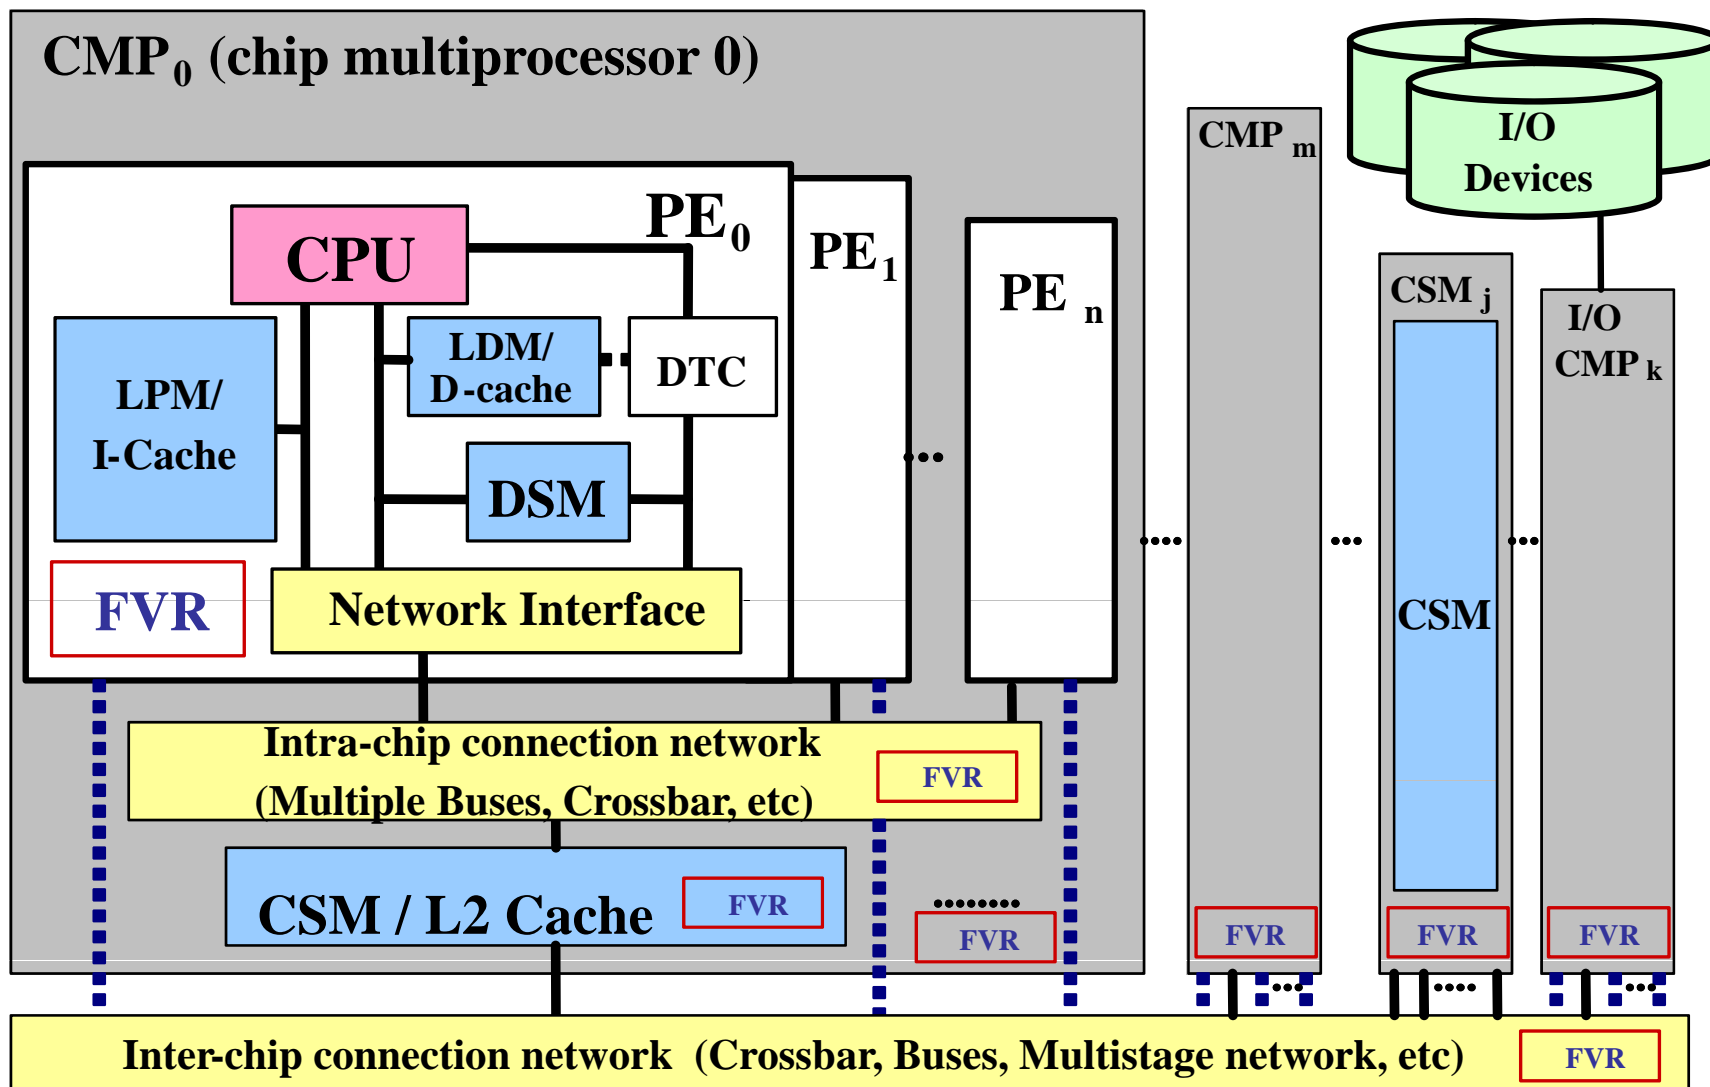 CMP0 (chip multiprocessor 0)
PE0
CPU
LPM/
I-Cache
LDM/
D-cache
DTC
DSM
FVR
Network Interface
PE1
PE n
Intra-chip connection network
(Multiple Buses, Crossbar, etc)
FVR
CSM / L2 Cache
FVR
FVR
CMP m
FVR
CSM j
CSM
FVR
I/O
Devices
I/O
CMP k
FVR
Inter-chip connection network (Crossbar, Buses, Multistage network, etc)
FVR